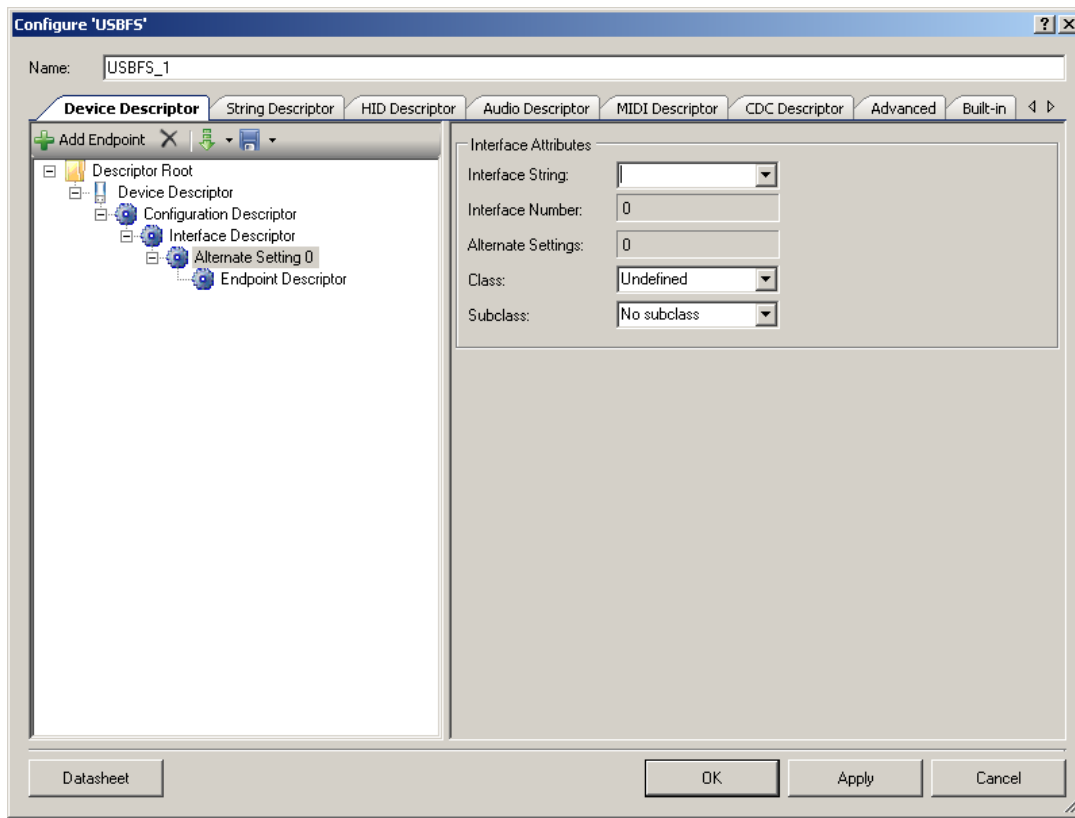 Configure 'USBFS'
Name: USBFS_1
Device Descriptor String Descriptor HID Descriptor Audio Descriptor MIDI Descriptor CDC Descriptor Advanced Built-in
Add Endpoint
Descriptor Root
Device Descriptor
Configuration Descriptor
Interface Descriptor
Alternate Setting 0
Endpoint Descriptor
Interface Attributes
Interface String:
Interface Number: 0
Alternate Settings: 0
Class: Undefined
Subclass: No subclass
Datasheet OK Apply Cancel